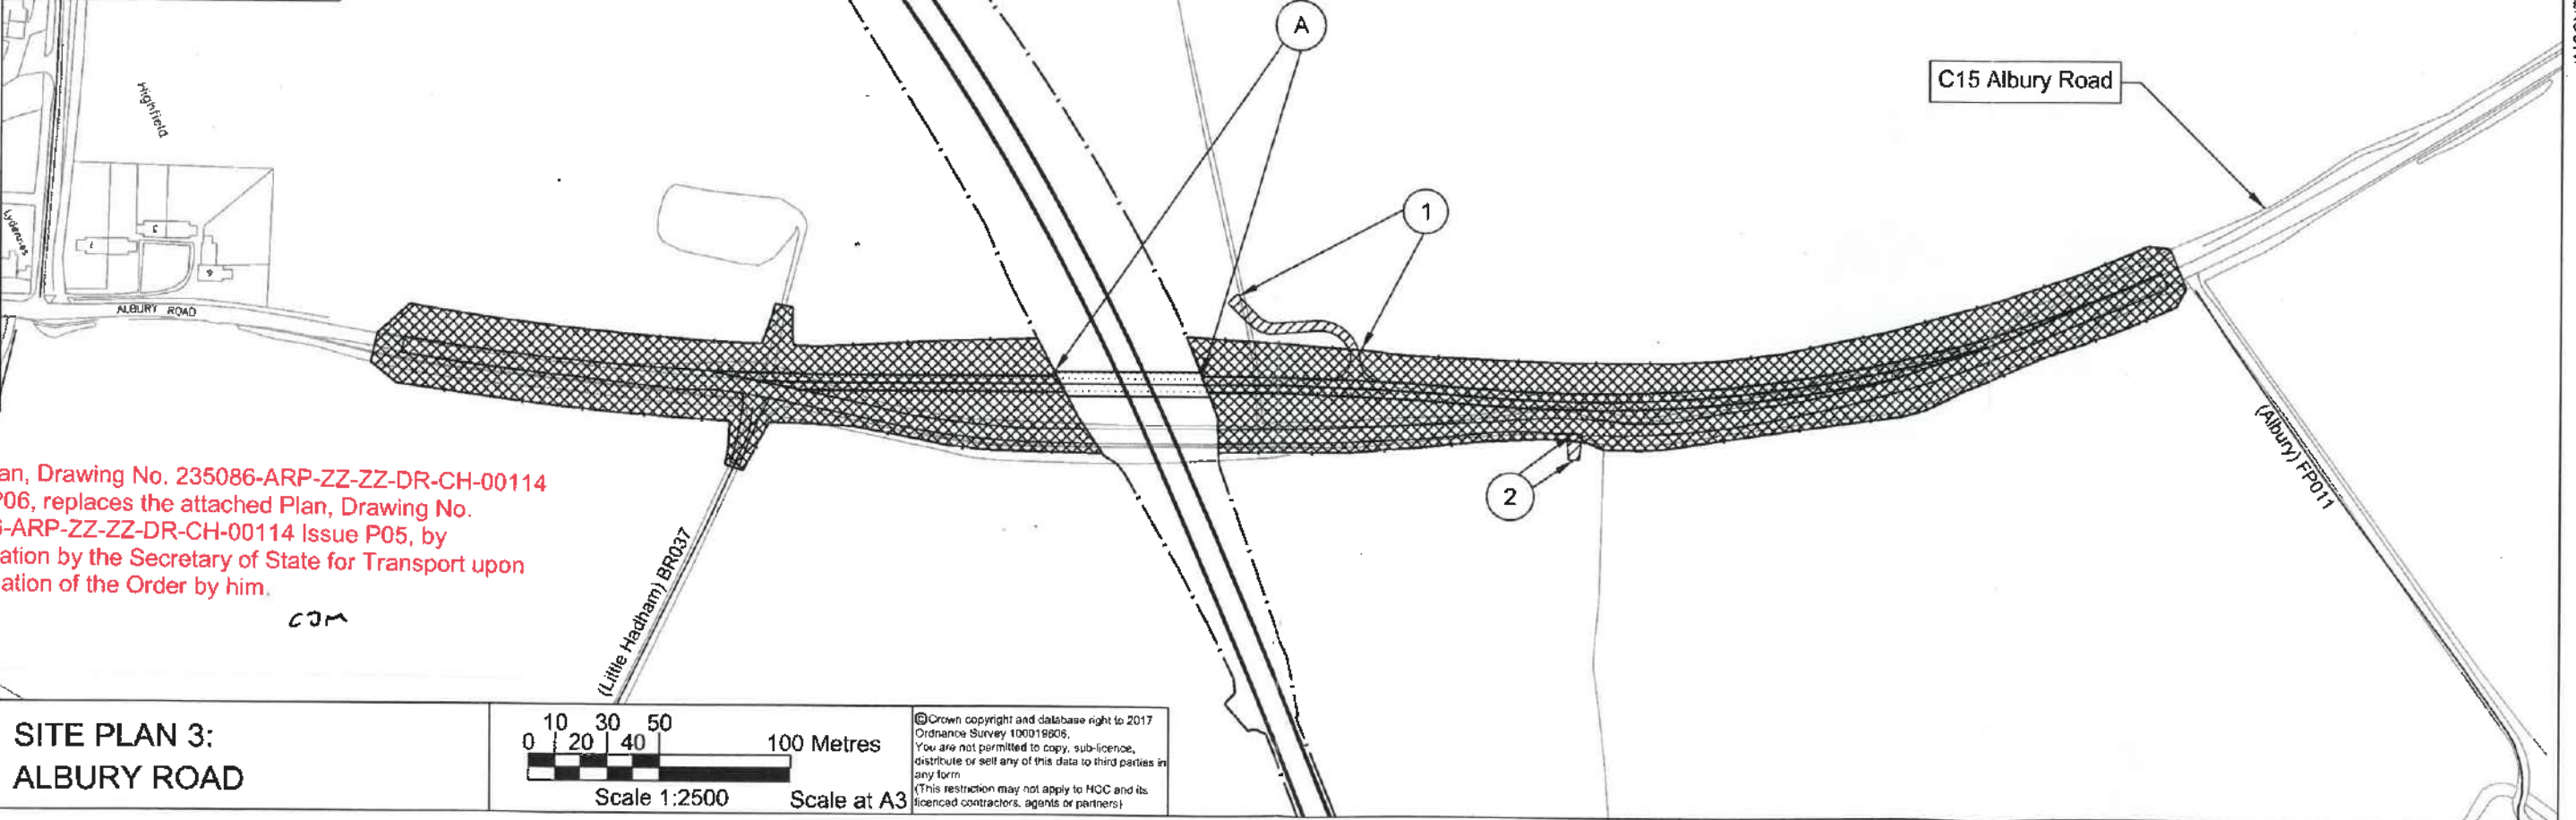 A
C15 Albury Road
Highfield
1
Lydennes
ALBURY ROAD
(Albury) FP011
2
an, Drawing No. 235086-ARP-ZZ-ZZ-DR-CH-00114
P06, replaces the attached Plan, Drawing No.
6-ARP-ZZ-ZZ-DR-CH-00114 Issue P05, by
ation by the Secretary of State for Transport upon
ation of the Order by him.
(Little Hadham) BR037
SITE PLAN 3:
ALBURY ROAD
10 30 50
0 20 40 100 Metres
Scale 1:2500 Scale at A3
©Crown copyright and database right to 2017
Ordnance Survey 100019606.
You are not permitted to copy, sub-licence,
distribute or sell any of this data to third parties in
any form
(This restriction may not apply to HCC and its
licenced contractors, agents or partners)